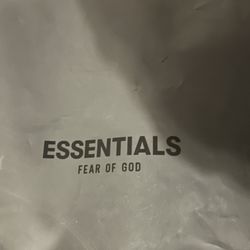 ESSENTIALS
FEAR OF GOD